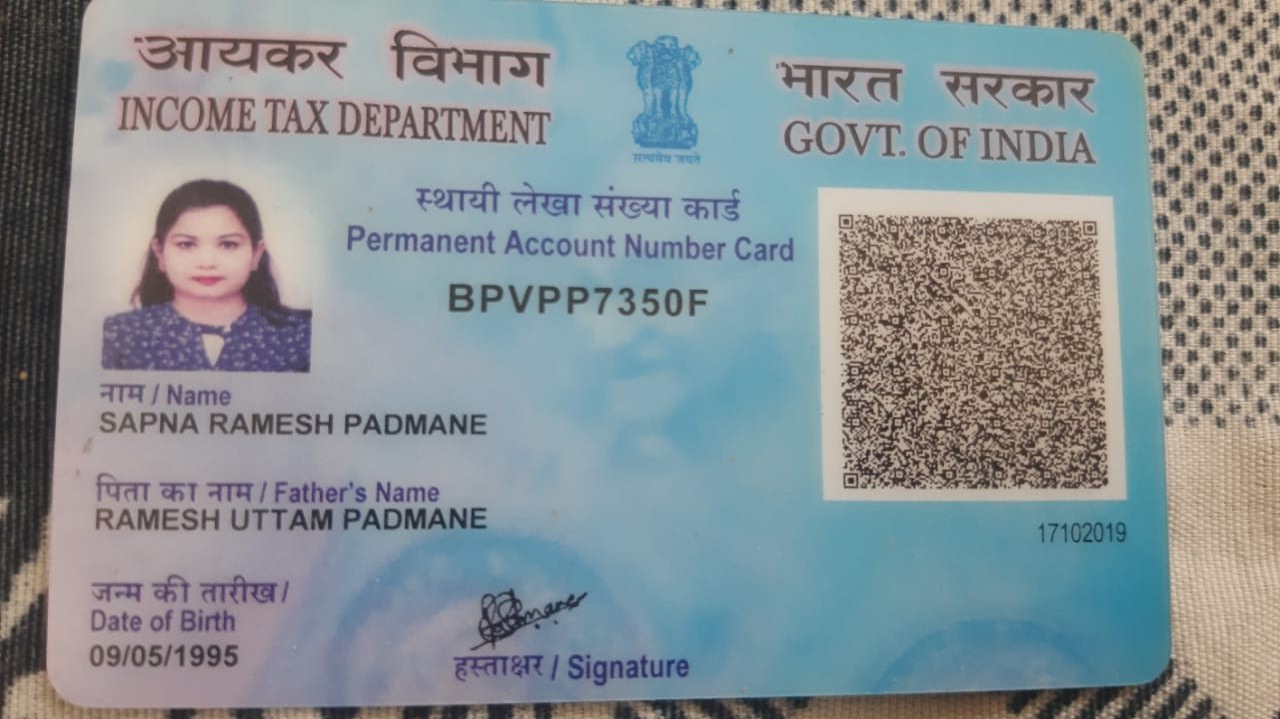 आयकर विभाग
INCOME TAX DEPARTMENT
सत्यमेव जयते
भारत सरकार
GOVT. OF INDIA
स्थायी लेखा संख्या कार्ड
Permanent Account Number Card
BPVPP7350F
नाम / Name
SAPNA RAMESH PADMANE
पिता का नाम / Father's Name
RAMESH UTTAM PADMANE
17102019
जन्म की तारीख /
Date of Birth
09/05/1995
हस्ताक्षर / Signature